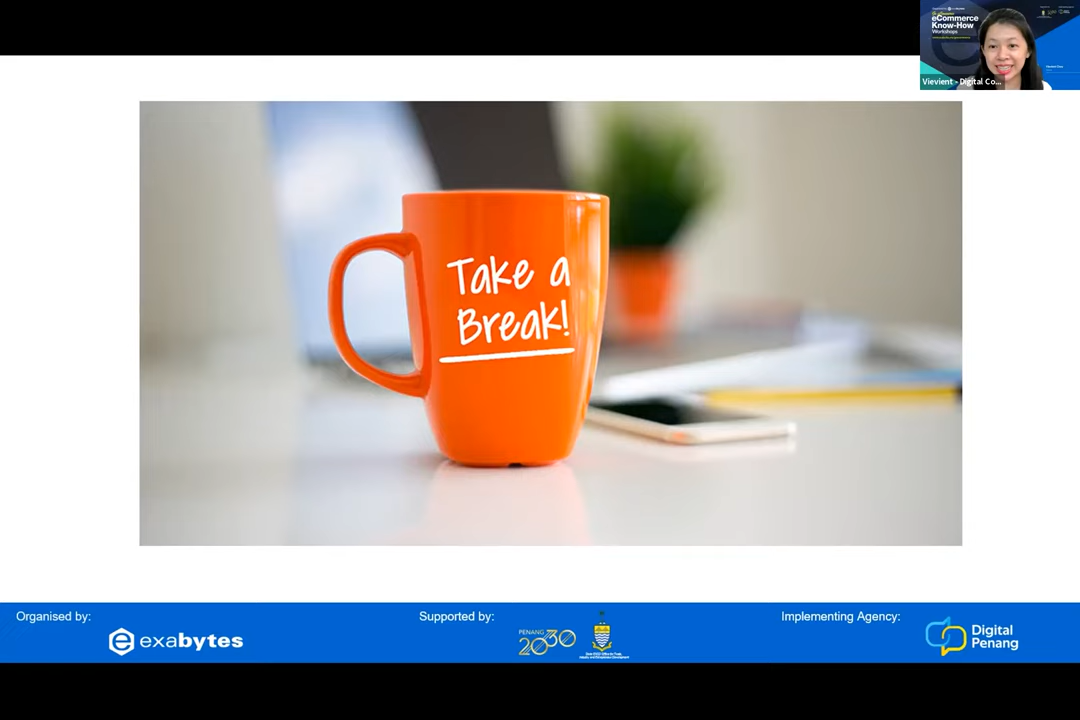 eCommerce
Know-How
Workshops
Vievient - Digital Co...
Take a
Break!
Organised by:
exabytes
Supported by:
PENANG
2030
Implementing Agency:
Digital
Penang